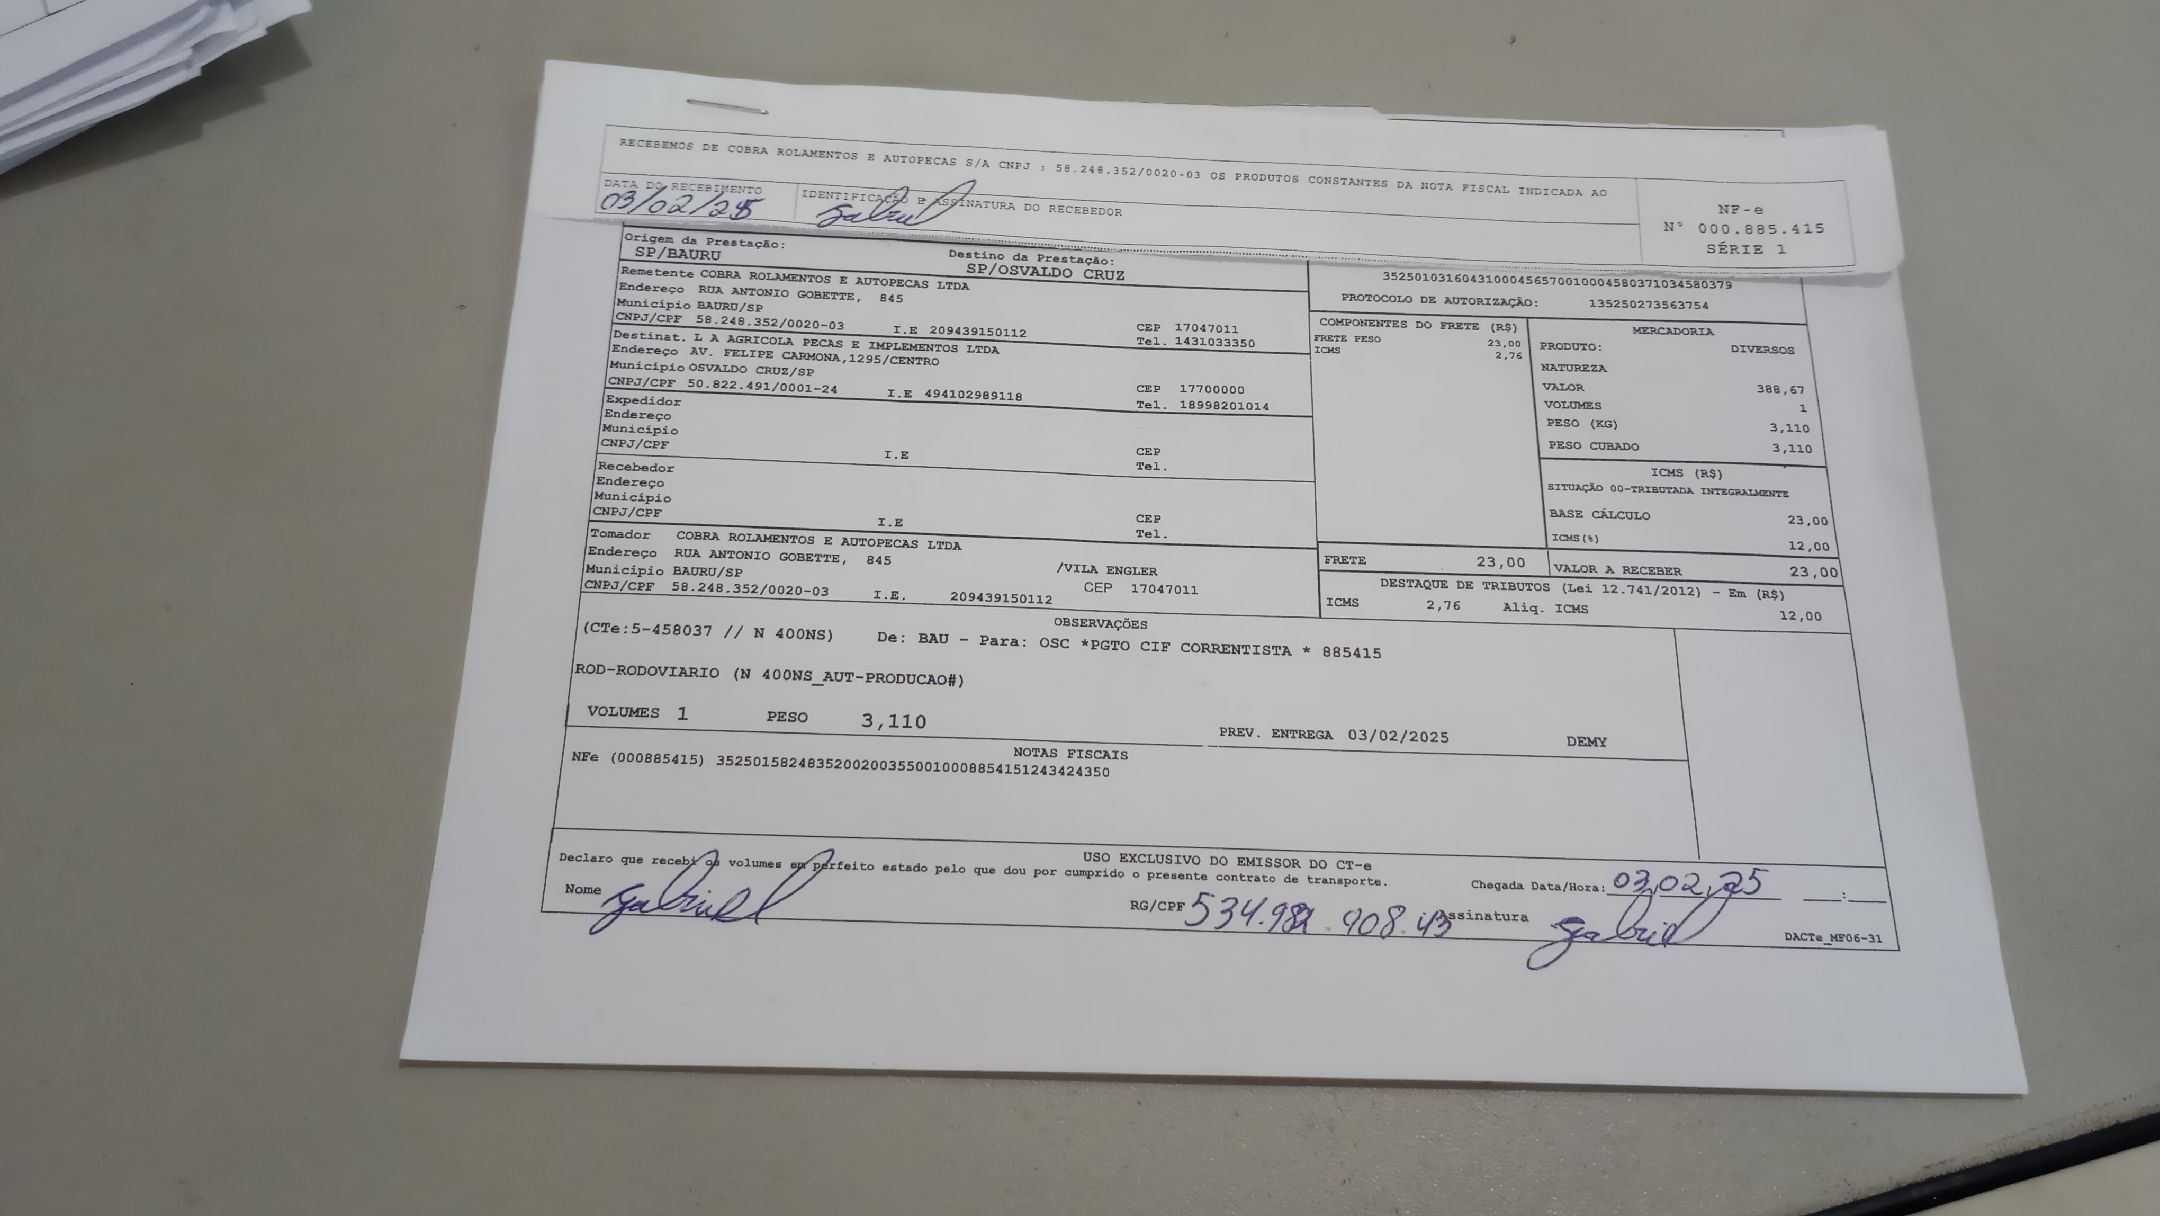 RECEBEMOS DE COBRA ROLAMENTOS E AUTOPECAS S/A CNPJ : 58.248.352/0020-03 OS PRODUTOS CONSTANTES DA NOTA FISCAL INDICADA AO
DATA DO RECEBIMENTO
03/02/25
IDENTIFICAÇÃO E ASSINATURA DO RECEBEDOR
Gabriel
NF-e
N° 000.885.415
SÉRIE 1
Origem da Prestação:
SP/BAURU
Destino da Prestação:
SP/OSVALDO CRUZ
Remetente COBRA ROLAMENTOS E AUTOPECAS LTDA
Endereço RUA ANTONIO GOBETTE, 845
Município BAURU/SP
CNPJ/CPF 58.248.352/0020-03 I.E 209439150112 CEP 17047011
Tel. 1431033350
Destinat. L A AGRICOLA PECAS E IMPLEMENTOS LTDA
Endereço AV. FELIPE CARMONA,1295/CENTRO
Município OSVALDO CRUZ/SP
CNPJ/CPF 50.822.491/0001-24 I.E 494102989118 CEP 17700000
Tel. 18998201014
Expedidor
Endereço
Município
CNPJ/CPF I.E CEP
Tel.
Recebedor
Endereço
Município
CNPJ/CPF I.E CEP
Tel.
Tomador COBRA ROLAMENTOS E AUTOPECAS LTDA
Endereço RUA ANTONIO GOBETTE, 845 /VILA ENGLER
Município BAURU/SP CEP 17047011
CNPJ/CPF 58.248.352/0020-03 I.E. 209439150112
35250103160431000456570010004580371034580379
PROTOCOLO DE AUTORIZAÇÃO: 135250273563754
COMPONENTES DO FRETE (R$)
FRETE PESO 23,00
ICMS 2,76
MERCADORIA
PRODUTO: DIVERSOS
NATUREZA
VALOR 388,67
VOLUMES 1
PESO (KG) 3,110
PESO CUBADO 3,110
ICMS (R$)
SITUAÇÃO 00-TRIBUTADA INTEGRALMENTE
BASE CÁLCULO 23,00
ICMS(%) 12,00
FRETE 23,00 VALOR A RECEBER 23,00
DESTAQUE DE TRIBUTOS (Lei 12.741/2012) - Em (R$)
ICMS 2,76 Aliq. ICMS 12,00
OBSERVAÇÕES
(CTe:5-458037 // N 400NS) De: BAU - Para: OSC *PGTO CIF CORRENTISTA * 885415
ROD-RODOVIARIO (N 400NS_AUT-PRODUCAO#)
VOLUMES 1 PESO 3,110 PREV. ENTREGA 03/02/2025 DEMY
NOTAS FISCAIS
NFe (000885415) 35250158248352002003550010008854151243424350
USO EXCLUSIVO DO EMISSOR DO CT-e
Declaro que recebi os volumes em perfeito estado pelo que dou por cumprido o presente contrato de transporte.
Chegada Data/Hora: 03,02,25 __:__
Nome Gabriel RG/CPF 534.982.908.43 Assinatura Gabriel
DACTe_MF06-31